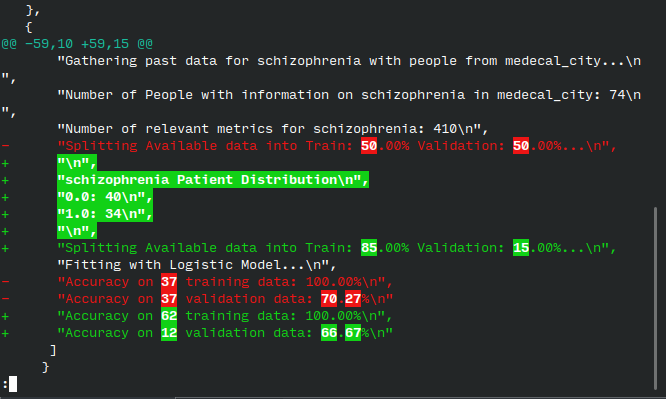 },
{
@@ -59,10 +59,15 @@
"Gathering past data for schizophrenia with people from medecal_city...\n
",
"Number of People with information on schizophrenia in medecal_city: 74\n
",
"Number of relevant metrics for schizophrenia: 410\n",
- "Splitting Available data into Train: 50.00% Validation: 50.00%...\n",
+ "\n",
+ "schizophrenia Patient Distribution\n",
+ "0.0: 40\n",
+ "1.0: 34\n",
+ "\n",
+ "Splitting Available data into Train: 85.00% Validation: 15.00%...\n",
"Fitting with Logistic Model...\n",
- "Accuracy on 37 training data: 100.00%\n",
- "Accuracy on 37 validation data: 70.27%\n"
+ "Accuracy on 62 training data: 100.00%\n",
+ "Accuracy on 12 validation data: 66.67%\n"
]
}
: